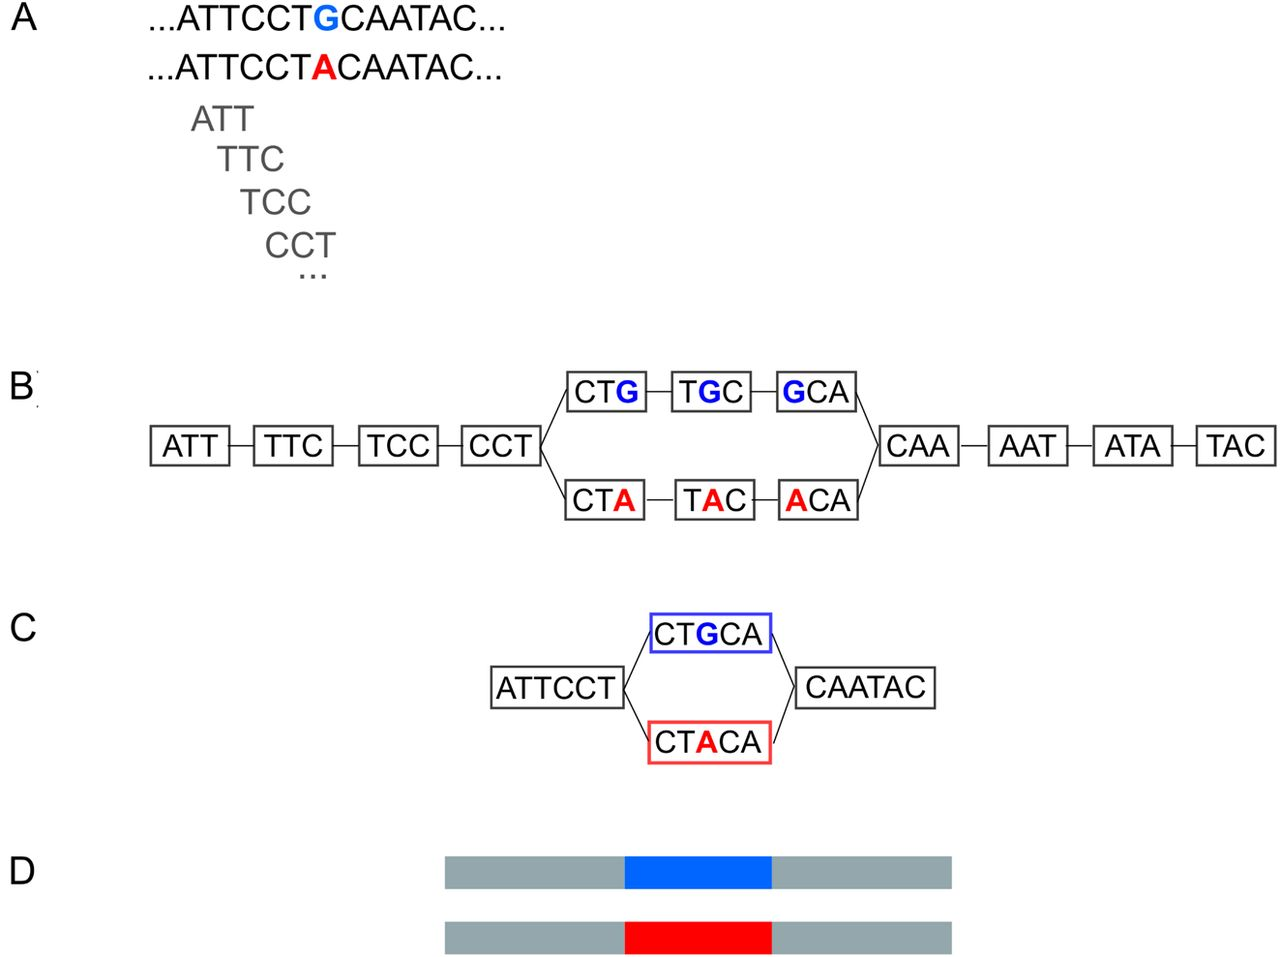 A
...ATTCCTGCAATAC...
...ATTCCTACAATAC...
ATT
TTC
TCC
CCT
...
B
CTG TGC GCA
ATT TTC TCC CCT CAA AAT ATA TAC
CTA TAC ACA
C
CTGCA
ATTCCT CAATAC
CTACA
D